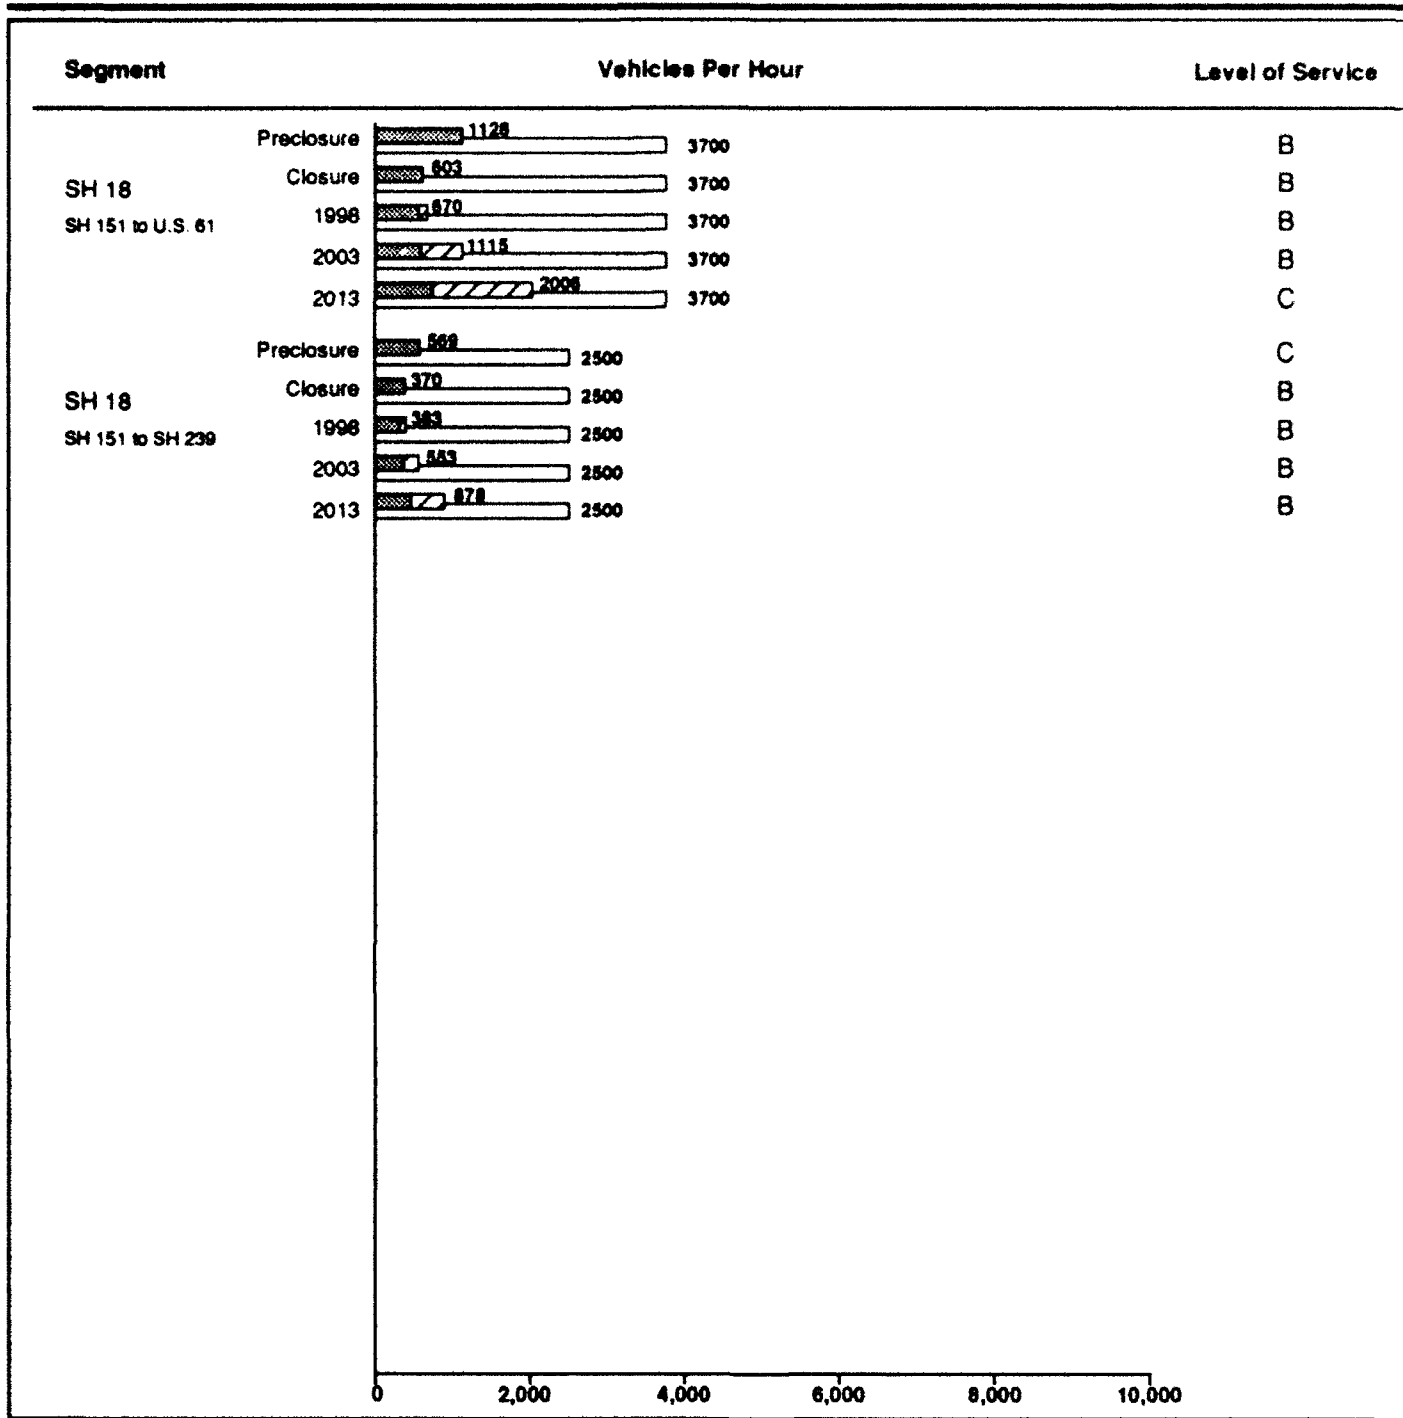 Segment Vehicles Per Hour Level of Service
Preclosure 1126 3700 B
Closure 603 3700 B
SH 18
SH 151 to U.S. 61
1998 670 3700 B
2003 1115 3700 B
2013 2006 3700 C
Preclosure 569 2500 C
Closure 370 2500 B
SH 18
SH 151 to SH 239
1998 383 2500 B
2003 553 2500 B
2013 878 2500 B
0 2,000 4,000 6,000 8,000 10,000